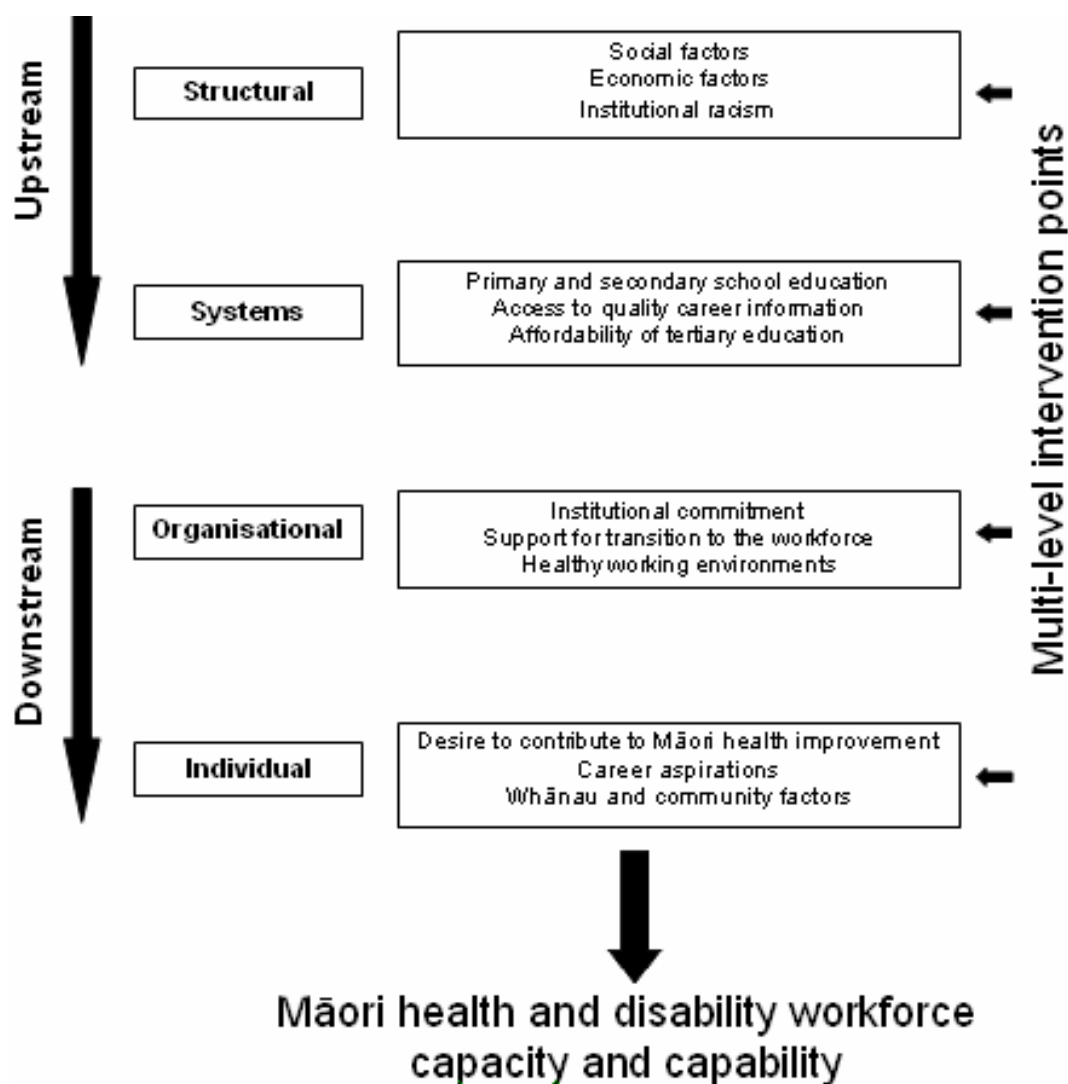 Upstream
Structural
Social factors
Economic factors
Institutional racism
Systems
Primary and secondary school education
Access to quality career information
Affordability of tertiary education
Downstream
Organisational
Institutional commitment
Support for transition to the workforce
Healthy working environments
Individual
Desire to contribute to Māori health improvement
Career aspirations
Whānau and community factors
Multi-level intervention points
Māori health and disability workforce
capacity and capability